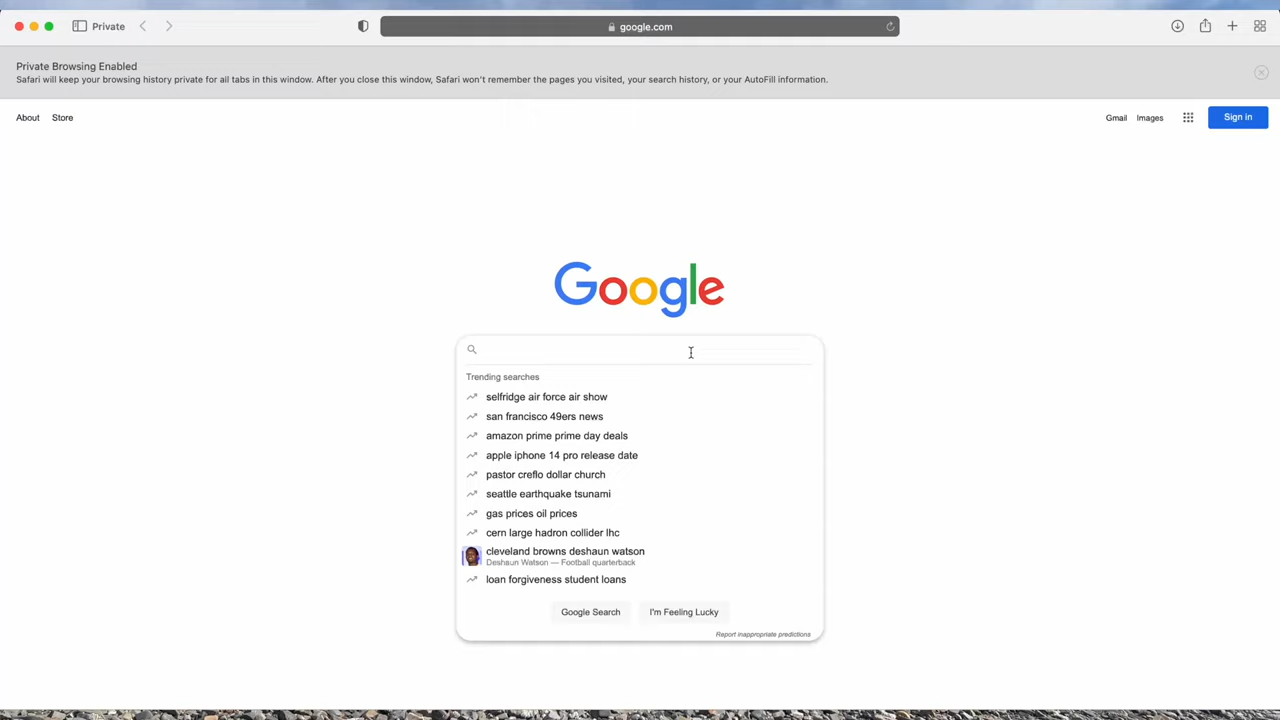 Private
google.com
Private Browsing Enabled
Safari will keep your browsing history private for all tabs in this window. After you close this window, Safari won't remember the pages you visited, your search history, or your AutoFill information.
About Store
Gmail Images Sign in
Google
Trending searches
selfridge air force air show
san francisco 49ers news
amazon prime prime day deals
apple iphone 14 pro release date
pastor creflo dollar church
seattle earthquake tsunami
gas prices oil prices
cern large hadron collider lhc
cleveland browns deshaun watson
Deshaun Watson — Football quarterback
loan forgiveness student loans
Google Search I'm Feeling Lucky
Report inappropriate predictions